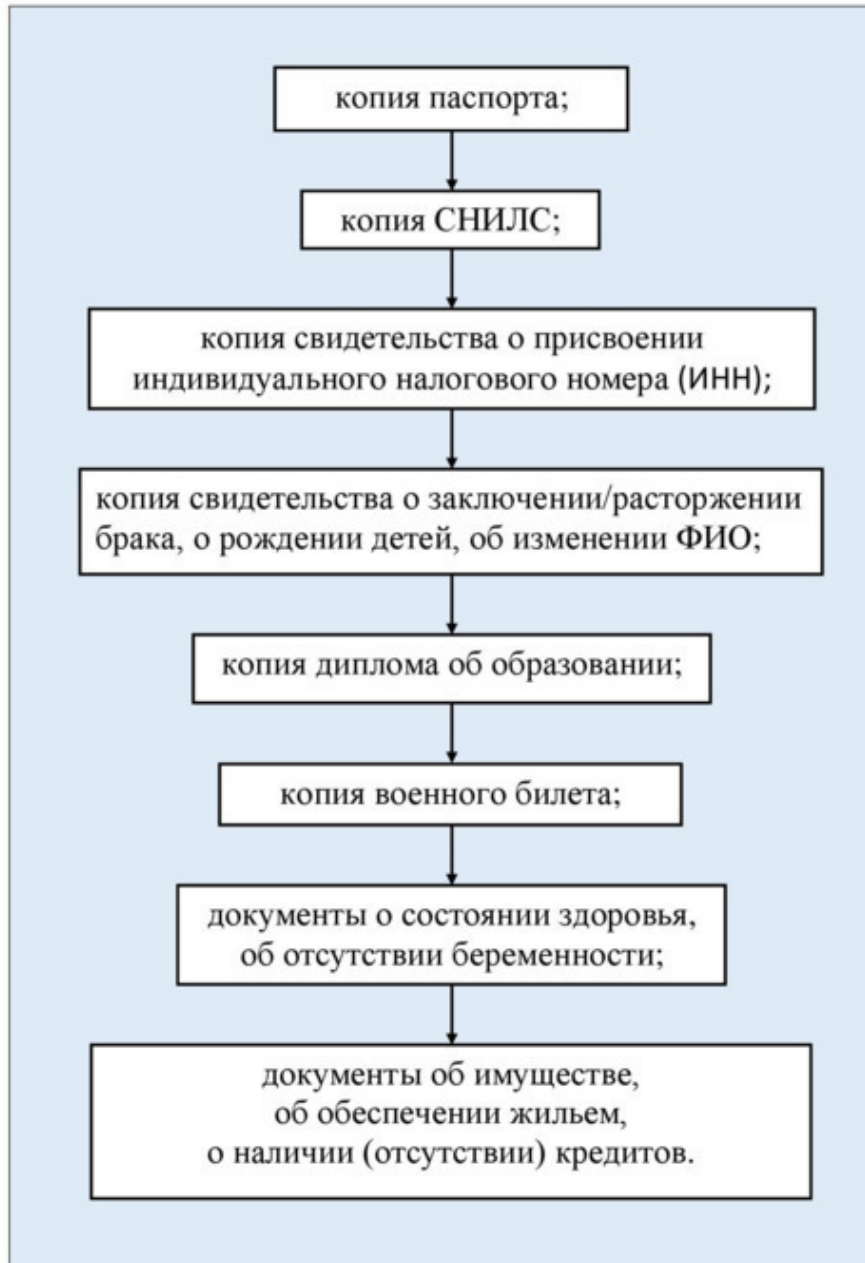 копия паспорта;
копия СНИЛС;
копия свидетельства о присвоении
индивидуального налогового номера (ИНН);
копия свидетельства о заключении/расторжении
брака, о рождении детей, об изменении ФИО;
копия диплома об образовании;
копия военного билета;
документы о состоянии здоровья,
об отсутствии беременности;
документы об имуществе,
об обеспечении жильем,
о наличии (отсутствии) кредитов.